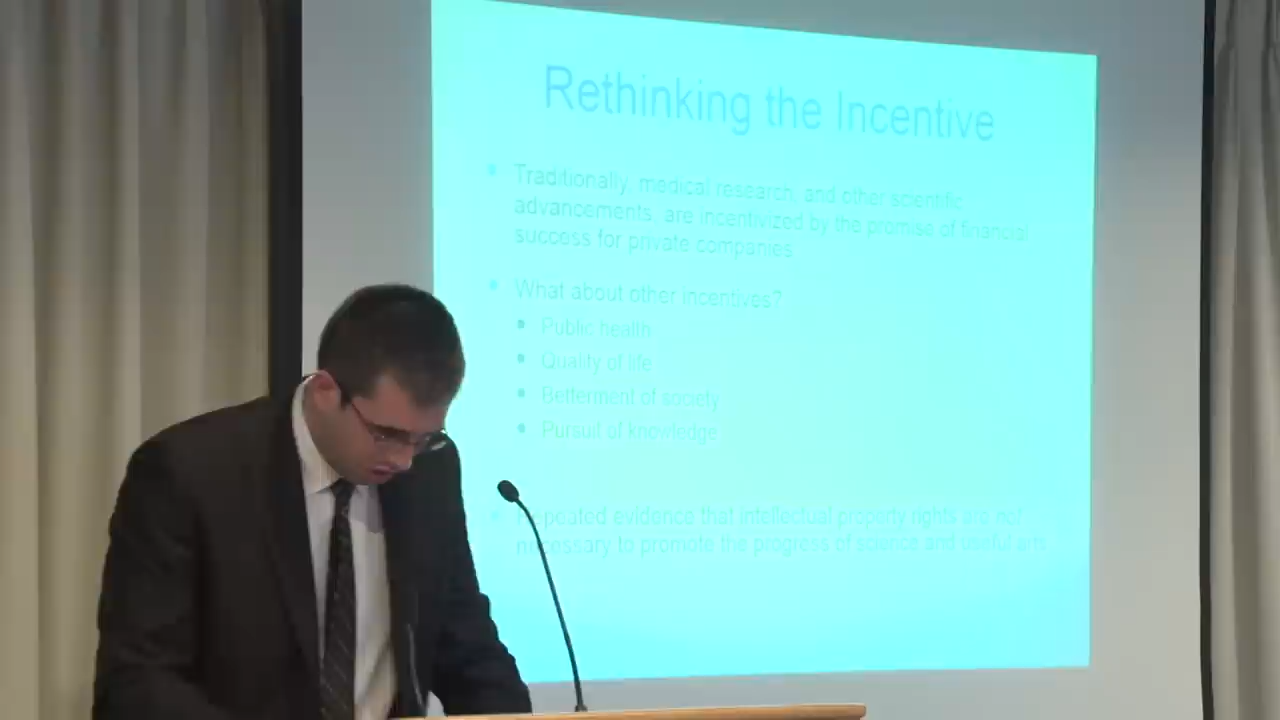 Rethinking the Incentive
Traditionally, medical research, and other scientific
advancements, are incentivized by the promise of financial
success for private companies
What about other incentives?
Public health
Quality of life
Betterment of society
Pursuit of knowledge
Repeated evidence that intellectual property rights are not
necessary to promote the progress of science and useful arts